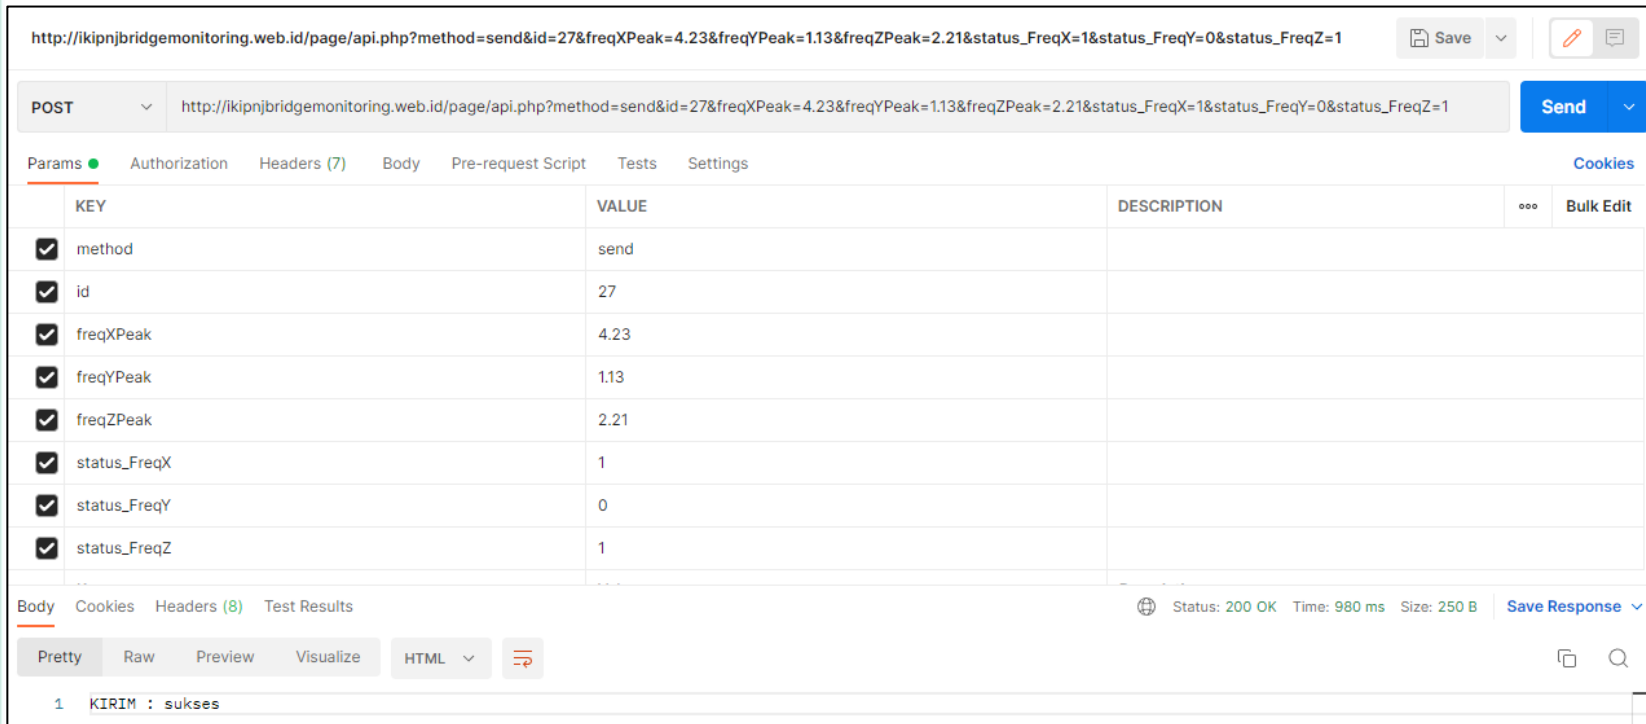 http://ikipnjbridgemonitoring.web.id/page/api.php?method=send&id=27&freqXPeak=4.23&freqYPeak=1.13&freqZPeak=2.21&status_FreqX=1&status_FreqY=0&status_FreqZ=1 Save
POST http://ikipnjbridgemonitoring.web.id/page/api.php?method=send&id=27&freqXPeak=4.23&freqYPeak=1.13&freqZPeak=2.21&status_FreqX=1&status_FreqY=0&status_FreqZ=1 Send
Params Authorization Headers (7) Body Pre-request Script Tests Settings Cookies
KEY VALUE DESCRIPTION ooo Bulk Edit
method send
id 27
freqXPeak 4.23
freqYPeak 1.13
freqZPeak 2.21
status_FreqX 1
status_FreqY 0
status_FreqZ 1
Body Cookies Headers (8) Test Results Status: 200 OK Time: 980 ms Size: 250 B Save Response
Pretty Raw Preview Visualize HTML
1 KIRIM : sukses